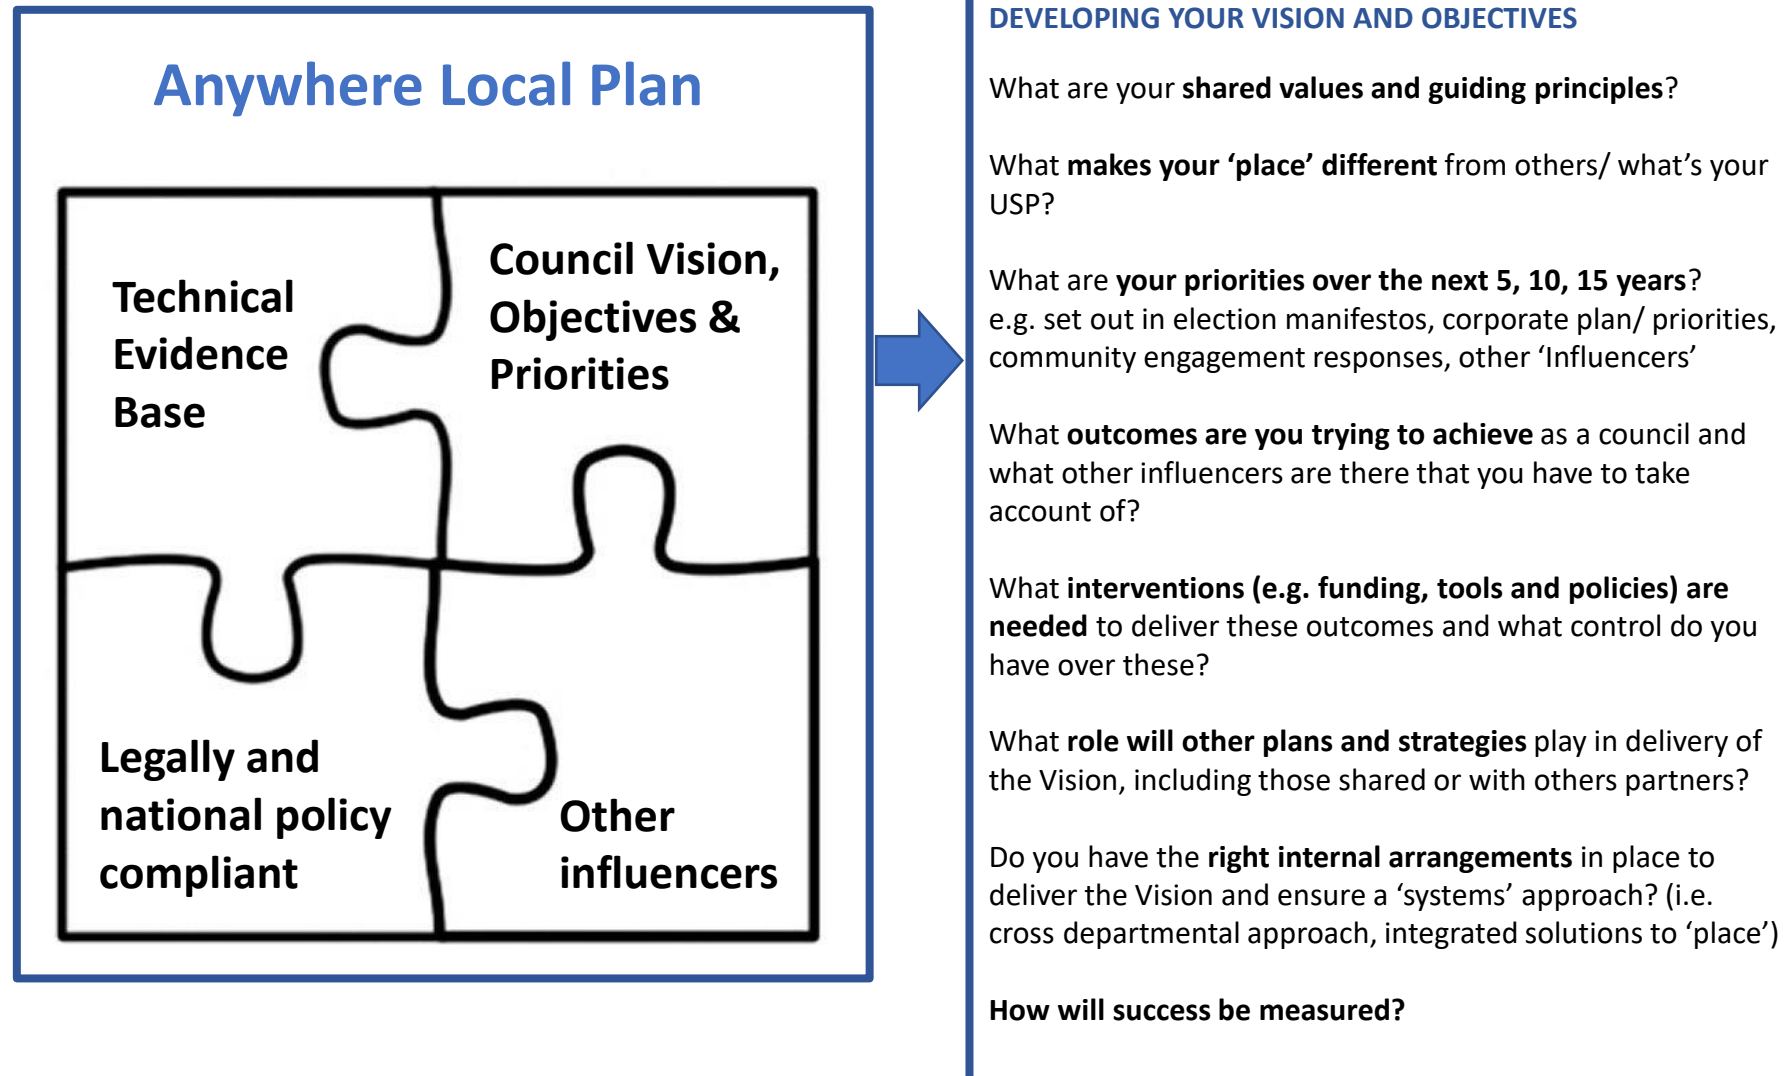 Anywhere Local Plan
Technical
Evidence
Base
Council Vision,
Objectives &
Priorities
Legally and
national policy
compliant
Other
influencers
DEVELOPING YOUR VISION AND OBJECTIVES
What are your shared values and guiding principles?
What makes your ‘place’ different from others/ what’s your
USP?
What are your priorities over the next 5, 10, 15 years?
e.g. set out in election manifestos, corporate plan/ priorities,
community engagement responses, other ‘Influencers’
What outcomes are you trying to achieve as a council and
what other influencers are there that you have to take
account of?
What interventions (e.g. funding, tools and policies) are
needed to deliver these outcomes and what control do you
have over these?
What role will other plans and strategies play in delivery of
the Vision, including those shared or with others partners?
Do you have the right internal arrangements in place to
deliver the Vision and ensure a ‘systems’ approach? (i.e.
cross departmental approach, integrated solutions to ‘place’)
How will success be measured?